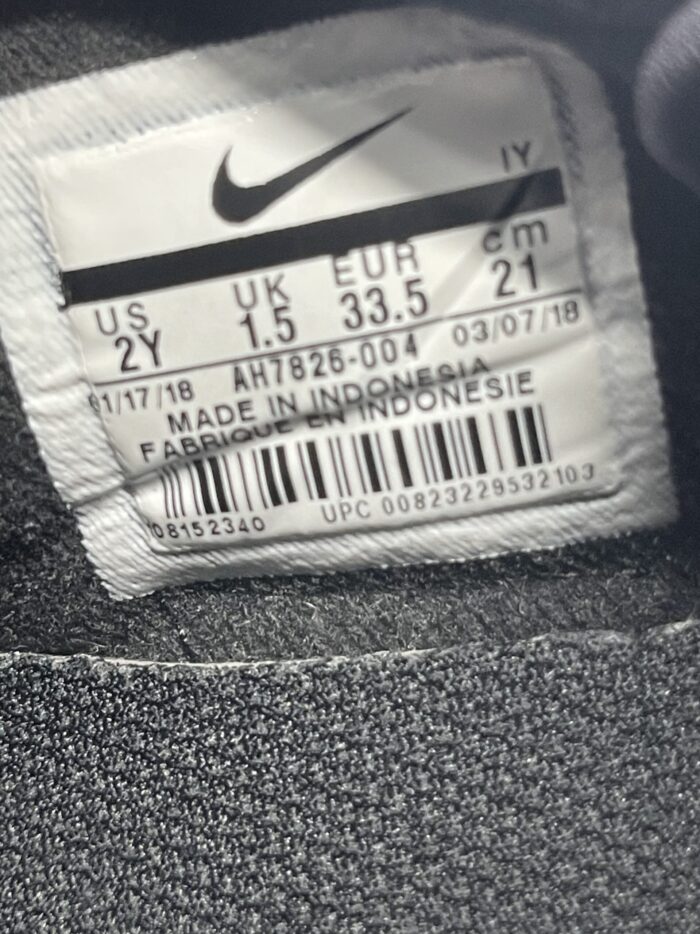 IY
US UK EUR cm
2Y 1.5 33.5 21
01/17/18 AH7826-004 03/07/18
MADE IN INDONESIA
FABRIQUE EN INDONESIE
08152340 UPC 00823229532103